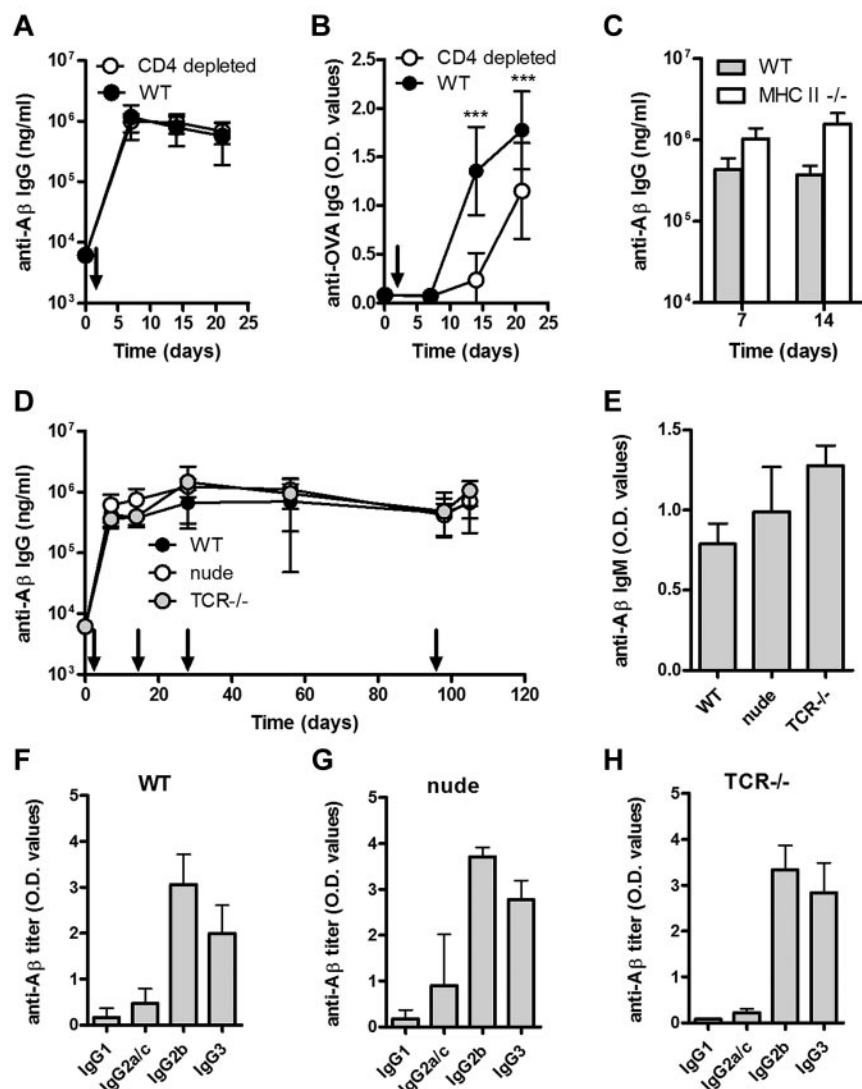 A
anti-Aβ IgG (ng/ml)
10⁷
10⁶
10⁵
10⁴
10³
CD4 depleted
WT
0 5 10 15 20 25
Time (days)
B
anti-OVA IgG (O.D. values)
2.5
2.0
1.5
1.0
0.5
0.0
CD4 depleted
WT
***
***
0 5 10 15 20 25
Time (days)
C
anti-Aβ IgG (ng/ml)
10⁷
10⁶
10⁵
10⁴
WT
MHC II -/-
7 14
Time (days)
D
anti-Aβ IgG (ng/ml)
10⁷
10⁶
10⁵
10⁴
10³
WT
nude
TCR-/-
0 20 40 60 80 100 120
Time (days)
E
anti-Aβ IgM (O.D. values)
1.5
1.0
0.5
0.0
WT nude TCR-/-
F
WT
anti-Aβ titer (O.D. values)
5
4
3
2
1
0
IgG1 IgG2a/c IgG2b IgG3
G
nude
anti-Aβ titer (O.D. values)
5
4
3
2
1
0
IgG1 IgG2a/c IgG2b IgG3
H
TCR-/-
anti-Aβ titer (O.D. values)
5
4
3
2
1
0
IgG1 IgG2a/c IgG2b IgG3